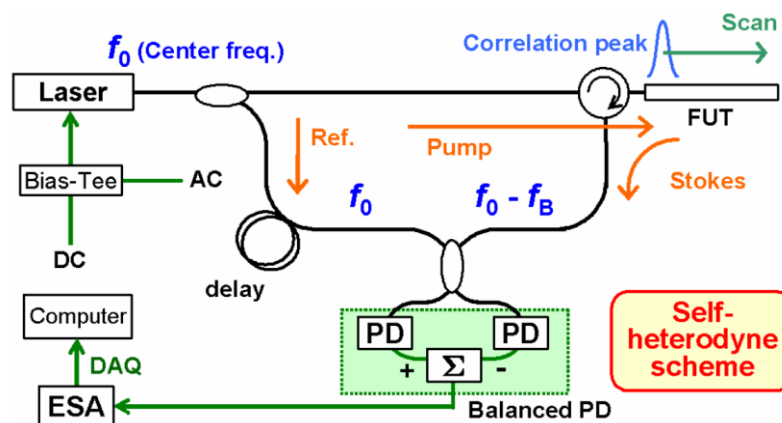 f0 (Center freq.)
Correlation peak
Scan
Laser
FUT
Ref.
Pump
Bias-Tee
AC
Stokes
f0
f0 - fB
DC
delay
Computer
PD
PD
Self-
heterodyne
scheme
DAQ
+
Σ
-
ESA
Balanced PD